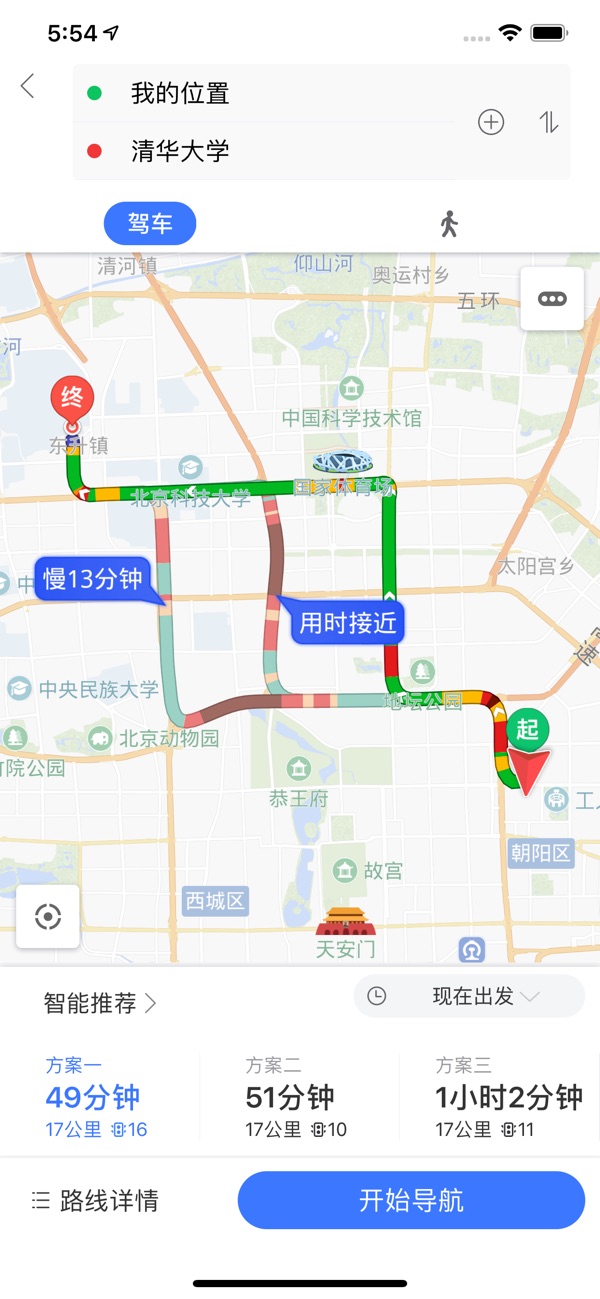 5:54
我的位置
清华大学
驾车
清河镇
仰山河
奥运村乡
五环
河
终
东升镇
中国科学技术馆
北京科技大学
国家体育场
慢13分钟
太阳宫乡
用时接近
速
中央民族大学
地坛公园
起
北京动物园
院公园
恭王府
工人
朝阳区
故宫
西城区
天安门
智能推荐
现在出发
方案一
方案二
方案三
49分钟
51分钟
1小时2分钟
17公里 16
17公里 10
17公里 11
路线详情
开始导航